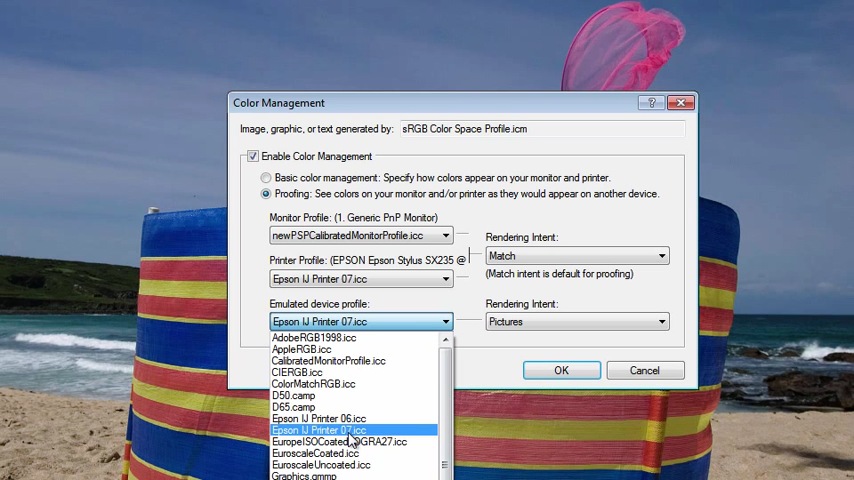 Color Management
?
Image, graphic, or text generated by: sRGB Color Space Profile.icm
Enable Color Management
Basic color management: Specify how colors appear on your monitor and printer.
Proofing: See colors on your monitor and/or printer as they would appear on another device.
Monitor Profile: (1. Generic PnP Monitor)
newPSPCalibratedMonitorProfile.icc
Rendering Intent:
Match
Printer Profile: (EPSON Epson Stylus SX235 @
(Match intent is default for proofing)
Epson IJ Printer 07.icc
Emulated device profile:
Rendering Intent:
Epson IJ Printer 07.icc
Pictures
AdobeRGB1998.icc
AppleRGB.icc
CalibratedMonitorProfile.icc
CIERGB.icc
ColorMatchRGB.icc
D50.camp
D65.camp
Epson IJ Printer 06.icc
Epson IJ Printer 07.icc
EuropeISOCoated
GRA27.icc
EuroscaleCoated.icc
EuroscaleUncoated.icc
Graphics.gmmp
OK
Cancel